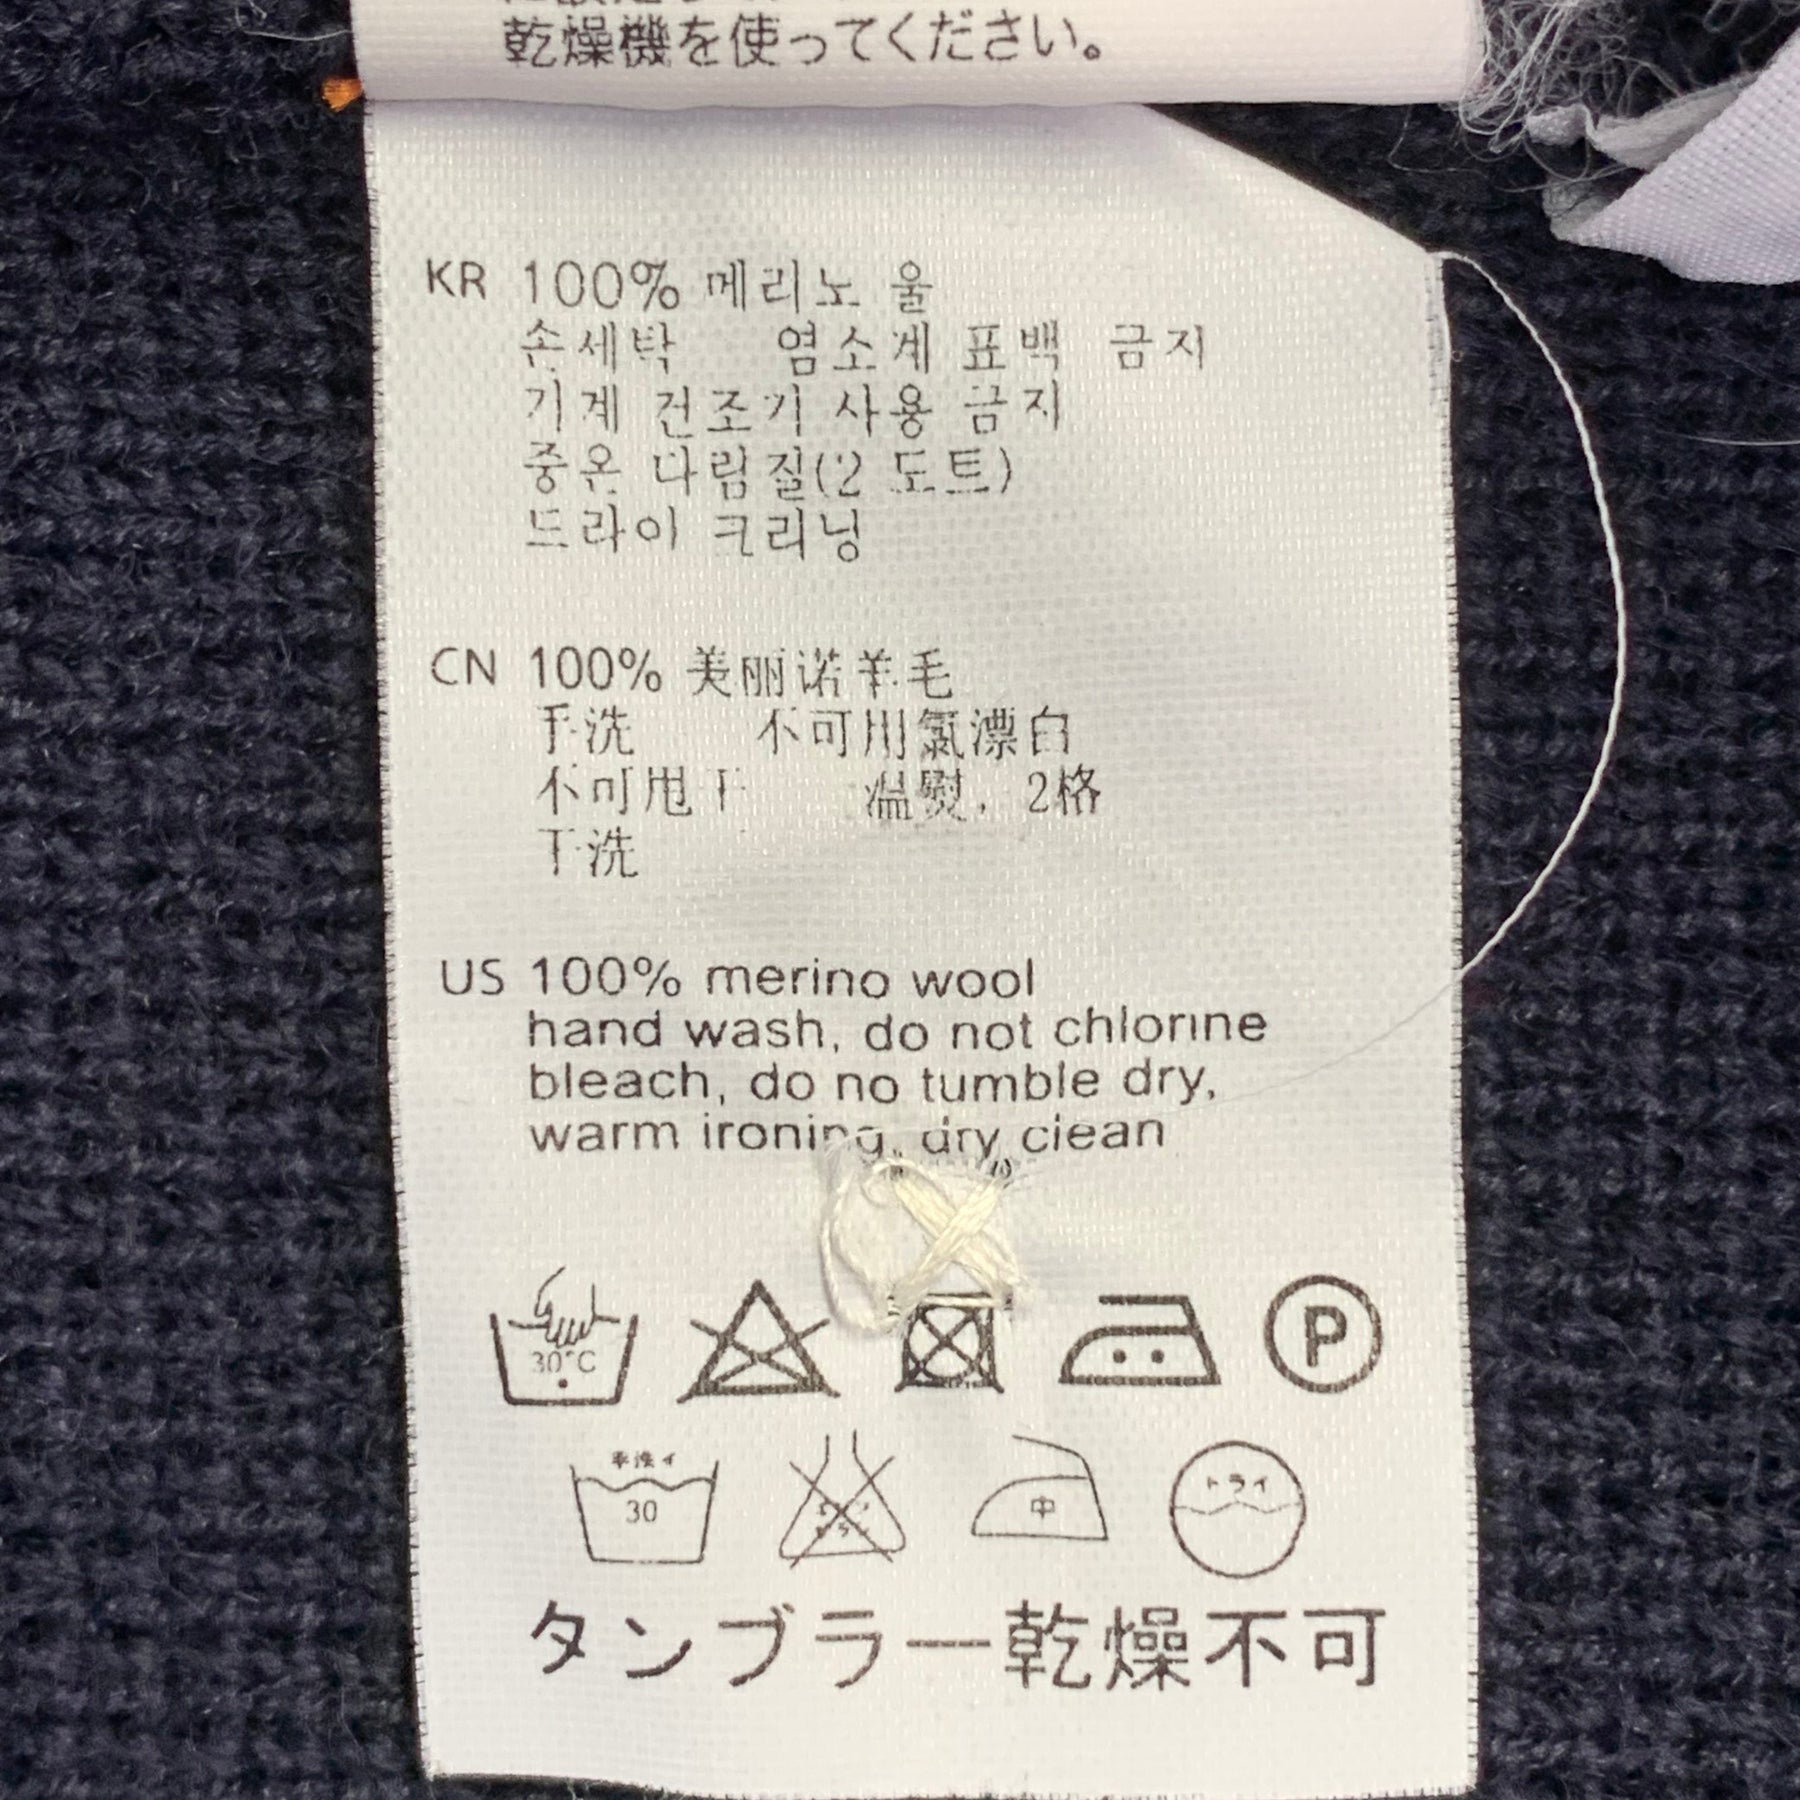 乾燥機を使ってください。
KR 100% 메리노 울
손세탁 염소계 표백 금지
기계 건조기 사용 금지
중온 다림질(2 도트)
드라이 크리닝
CN 100% 美丽诺羊毛
手洗 不可用氯漂白
不可甩干 温熨，2格
干洗
US 100% merino wool
hand wash, do not chlorine
bleach, do no tumble dry,
warm ironing, dry clean
30°C P
手洗イ
30 中 ドライ
タンブラー乾燥不可